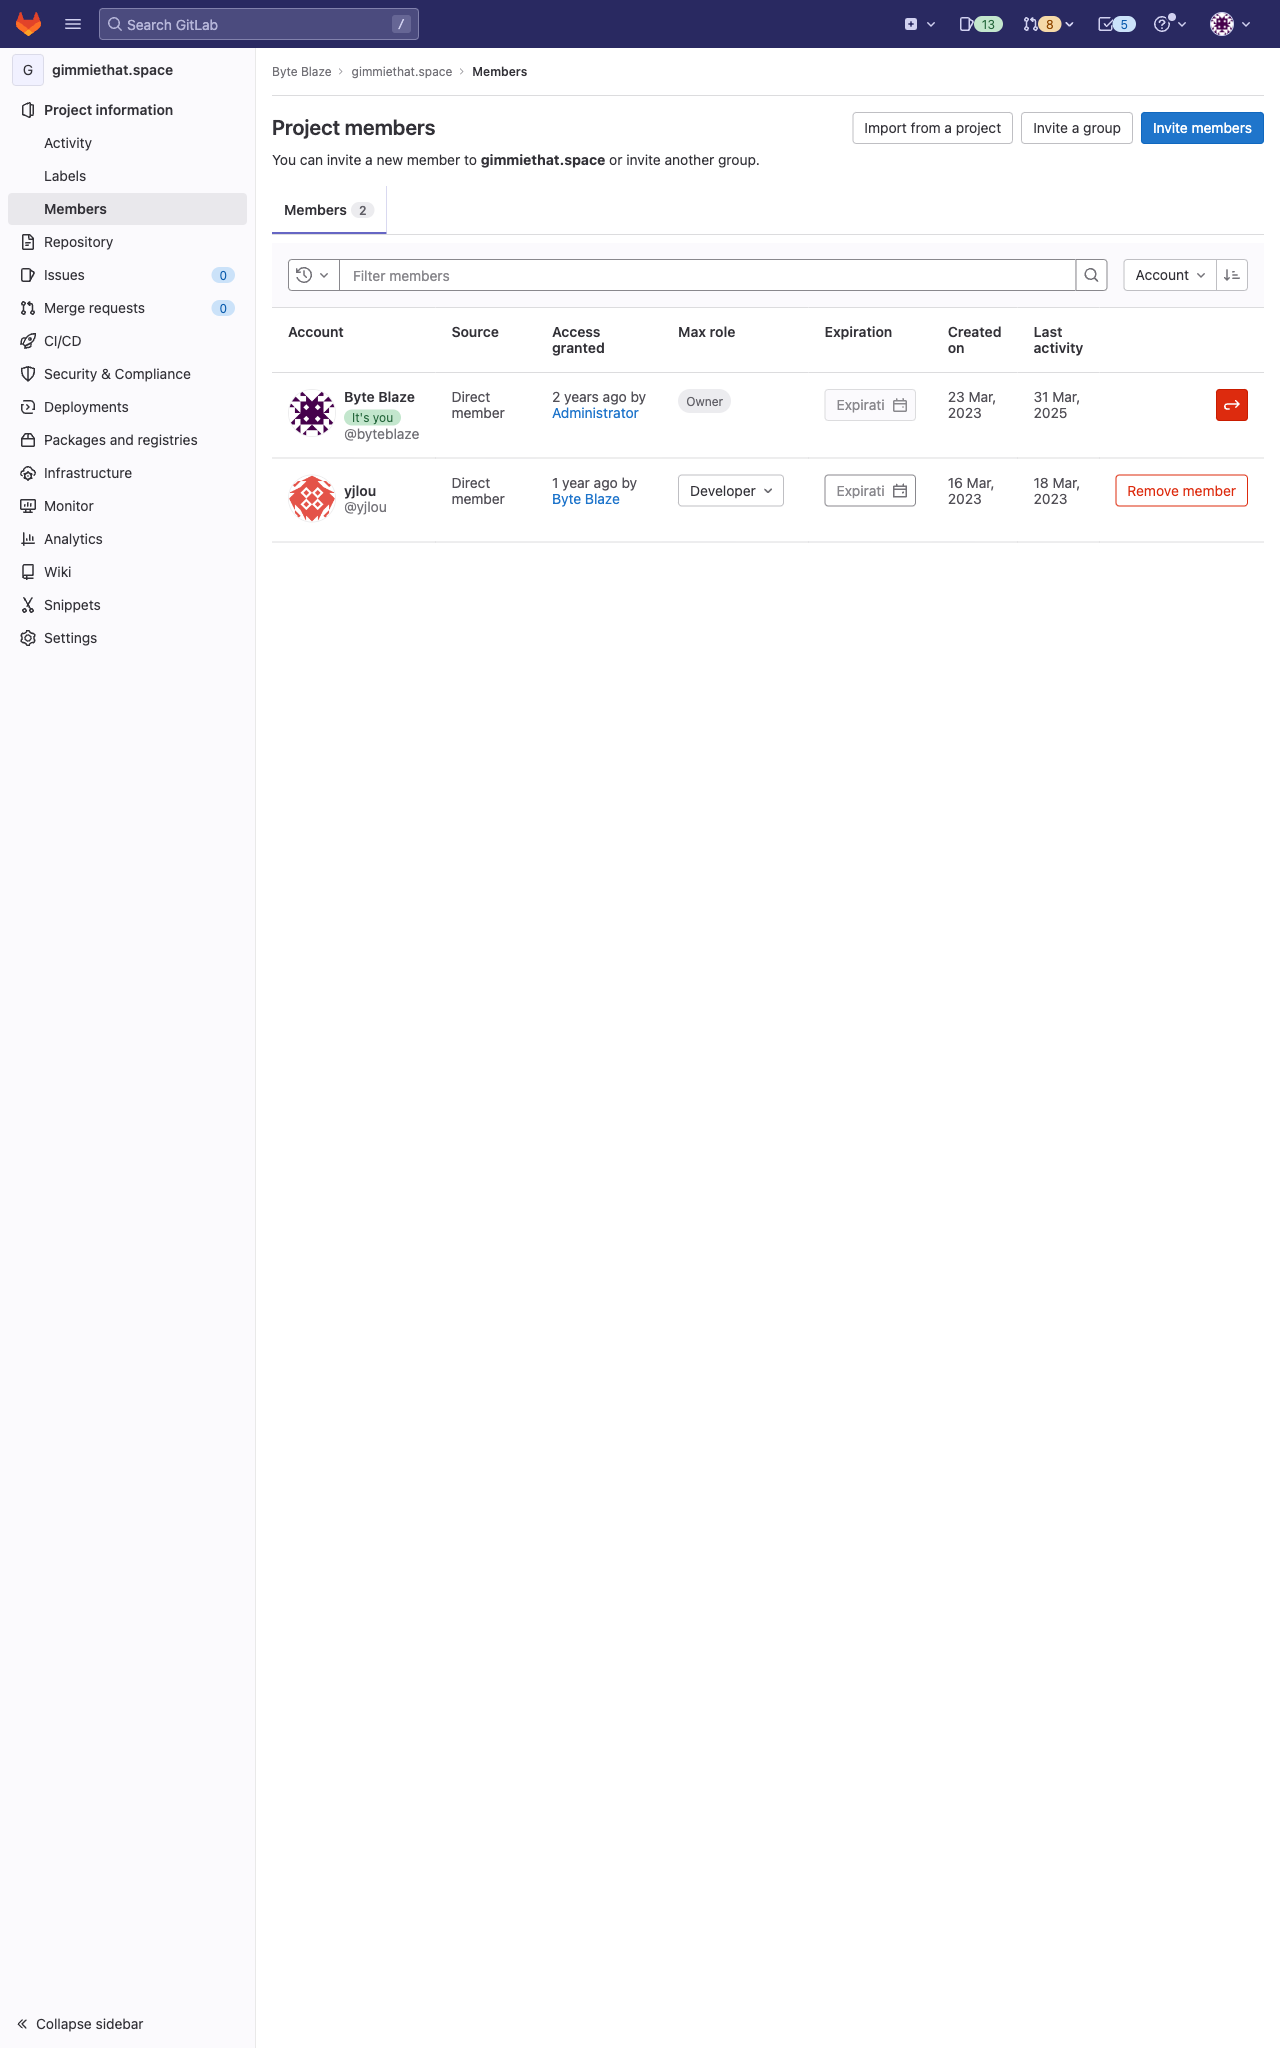 Search GitLab
/
13
8
5
G
gimmiethat.space
Project information
Activity
Labels
Members
Repository
Issues
0
Merge requests
0
CI/CD
Security & Compliance
Deployments
Packages and registries
Infrastructure
Monitor
Analytics
Wiki
Snippets
Settings
Collapse sidebar
Byte Blaze
gimmiethat.space
Members
Project members
Import from a project
Invite a group
Invite members
You can invite a new member to gimmiethat.space or invite another group.
Members 2
Filter members
Account
Account
Source
Access
granted
Max role
Expiration
Created
on
Last
activity
Byte Blaze
It's you
@byteblaze
Direct
member
2 years ago by
Administrator
Owner
Expirati
23 Mar,
2023
31 Mar,
2025
yjlou
@yjlou
Direct
member
1 year ago by
Byte Blaze
Developer
Expirati
16 Mar,
2023
18 Mar,
2023
Remove member